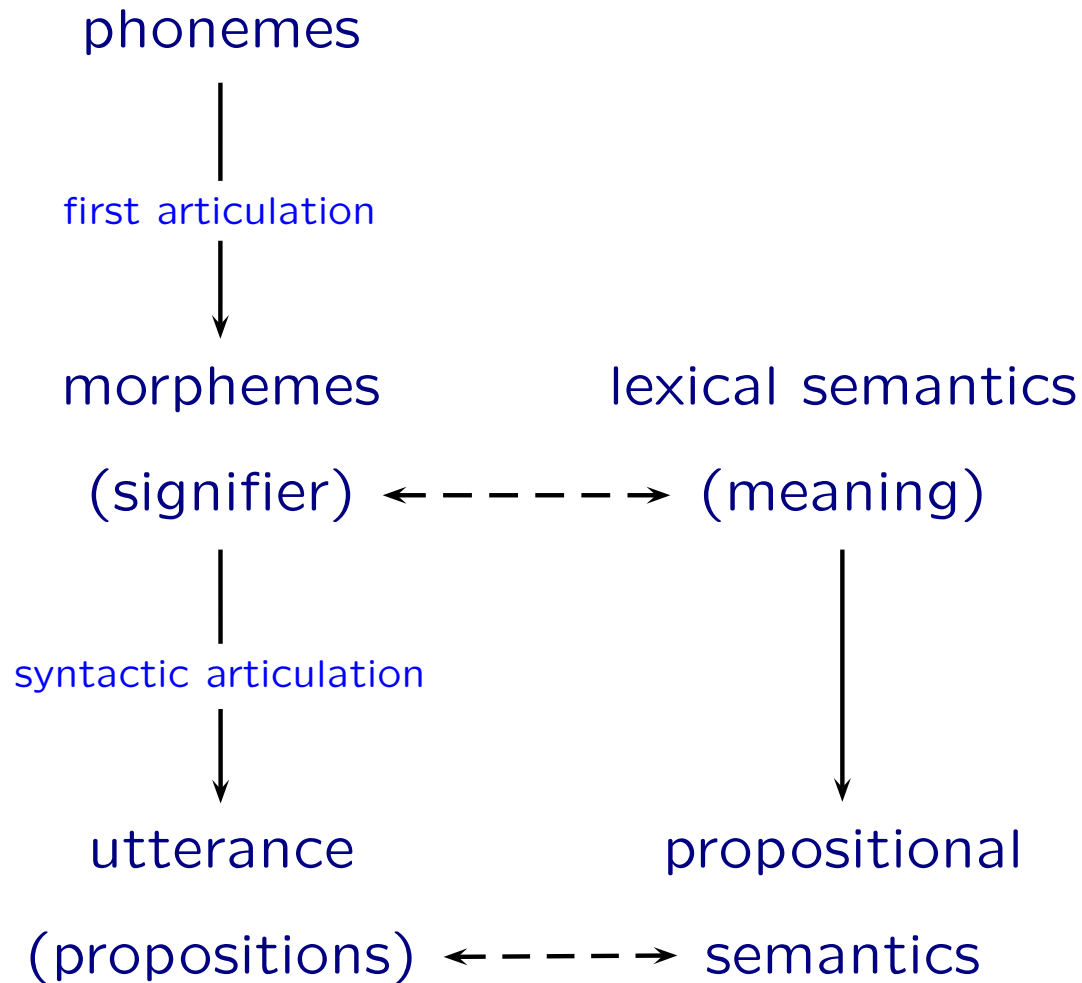 phonemes
first articulation
morphemes
lexical semantics
(signifier)
(meaning)
syntactic articulation
utterance
propositional
(propositions)
semantics